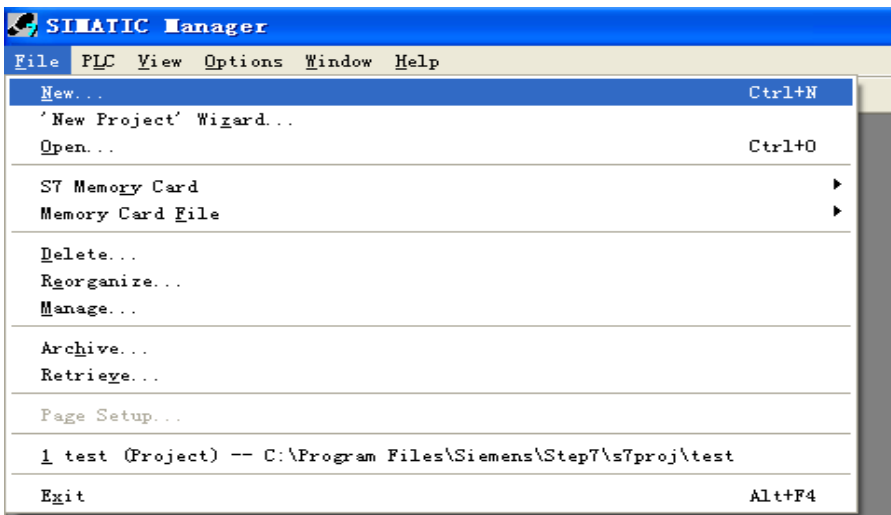 SIMATIC Manager
File PLC View Options Window Help
New... Ctrl+N
'New Project' Wizard...
Open... Ctrl+O
S7 Memory Card
Memory Card File
Delete...
Reorganize...
Manage...
Archive...
Retrieve...
Page Setup...
1 test (Project) -- C:\Program Files\Siemens\Step7\s7proj\test
Exit Alt+F4